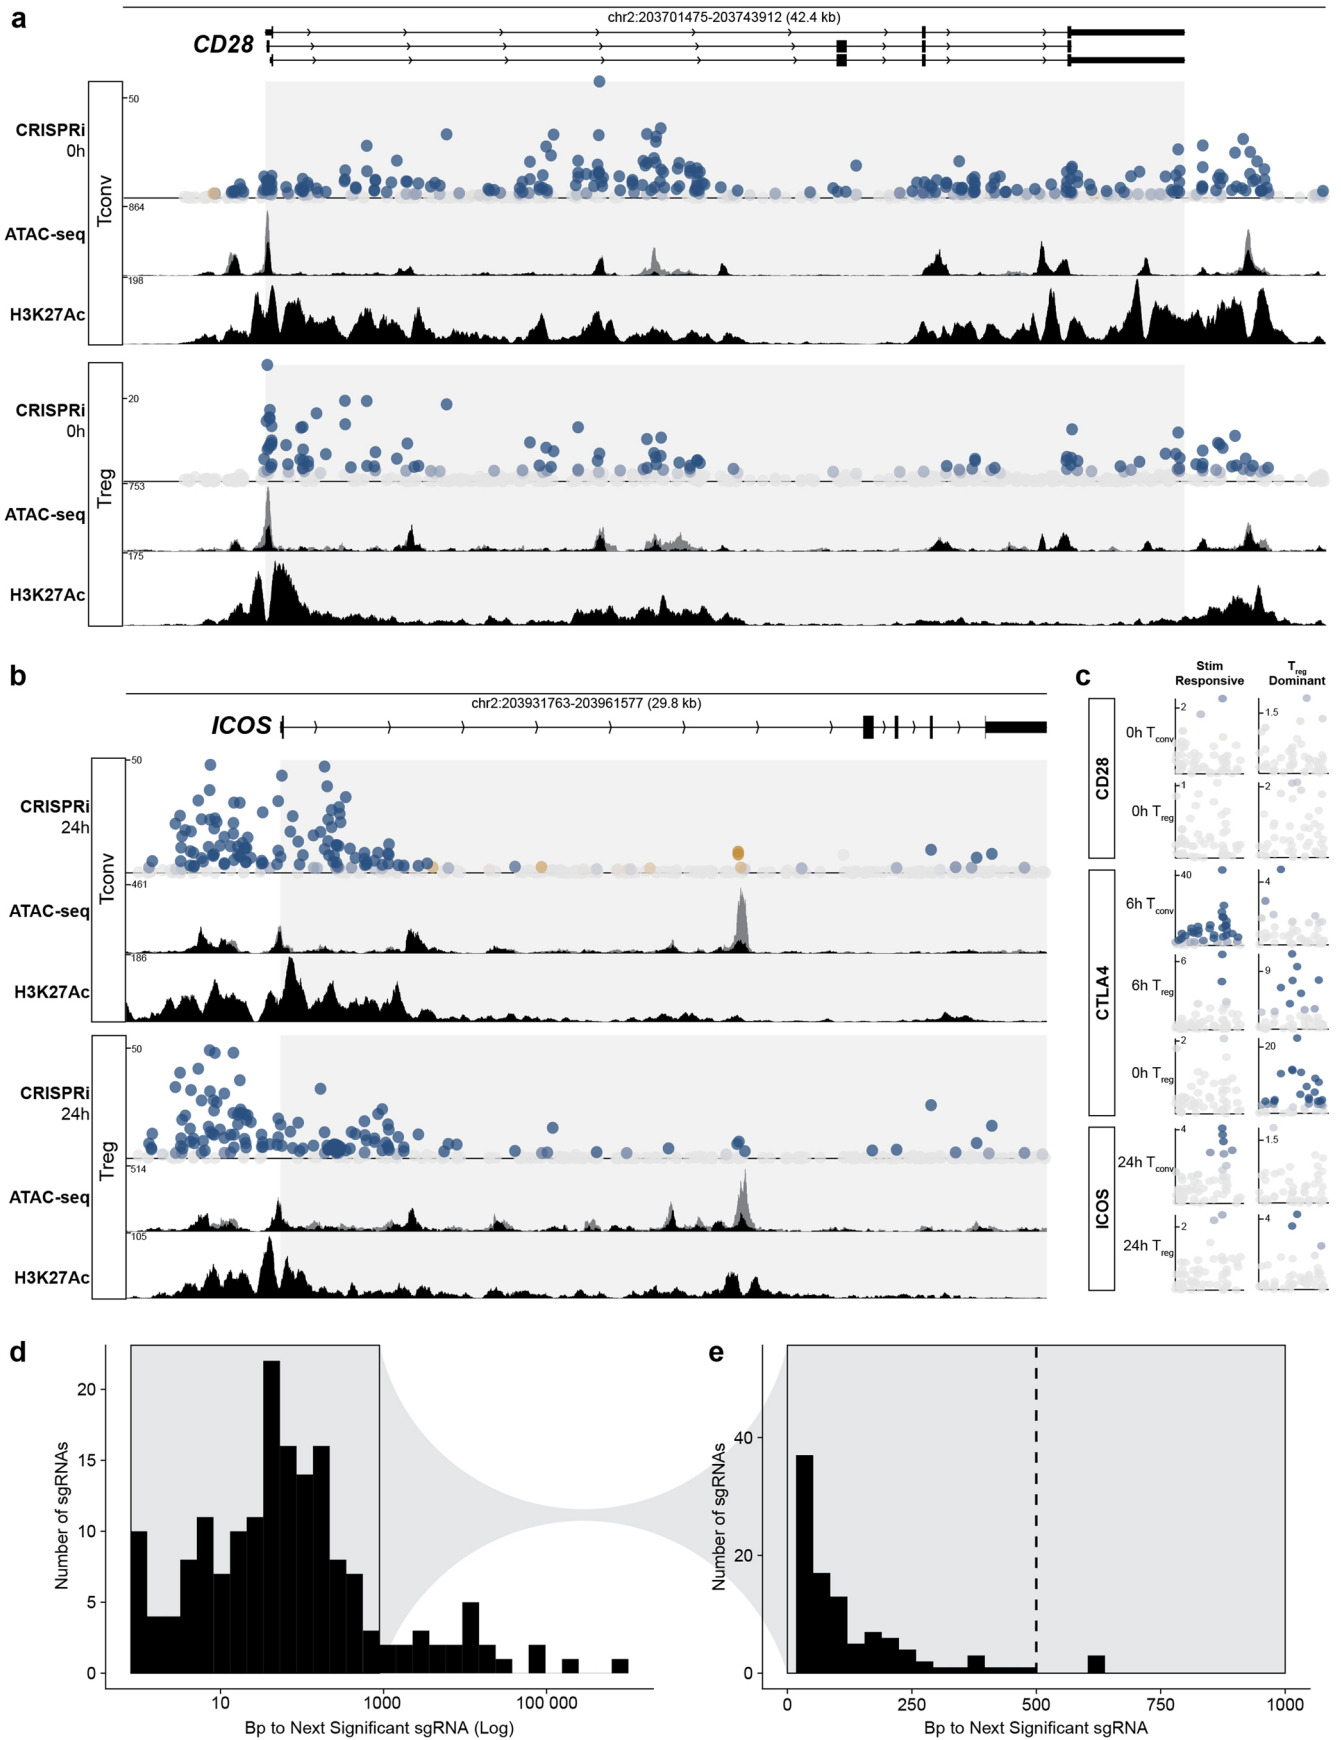 a
chr2:203701475-203743912 (42.4 kb)
CD28
Tconv
CRISPRi
0h
50
ATAC-seq
864
H3K27Ac
198
Treg
CRISPRi
0h
20
ATAC-seq
753
H3K27Ac
175
b
chr2:203931763-203961577 (29.8 kb)
ICOS
Tconv
CRISPRi
24h
50
ATAC-seq
461
H3K27Ac
186
Treg
CRISPRi
24h
50
ATAC-seq
514
H3K27Ac
105
c
Stim
Responsive
Treg
Dominant
CD28
0h Tconv
2
1.5
0h Treg
1
2
CTLA4
6h Tconv
40
4
6h Treg
6
9
0h Treg
2
20
ICOS
24h Tconv
4
1.5
24h Treg
2
4
d
Number of sgRNAs
20
15
10
5
0
10
1000
100 000
Bp to Next Significant sgRNA (Log)
e
Number of sgRNAs
40
20
0
0
250
500
750
1000
Bp to Next Significant sgRNA